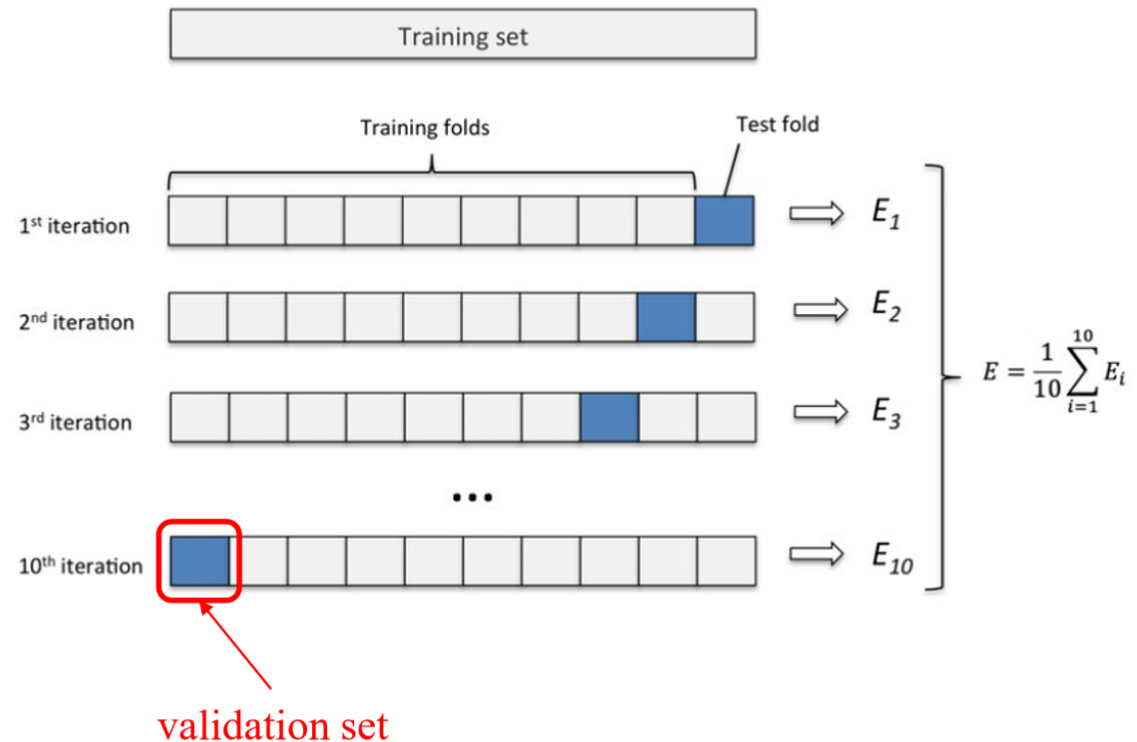 Training set
Training folds
Test fold
1st iteration
E1
2nd iteration
E2
E = 1/10 ∑_{i=1}^{10} Ei
3rd iteration
E3
...
10th iteration
E10
validation set